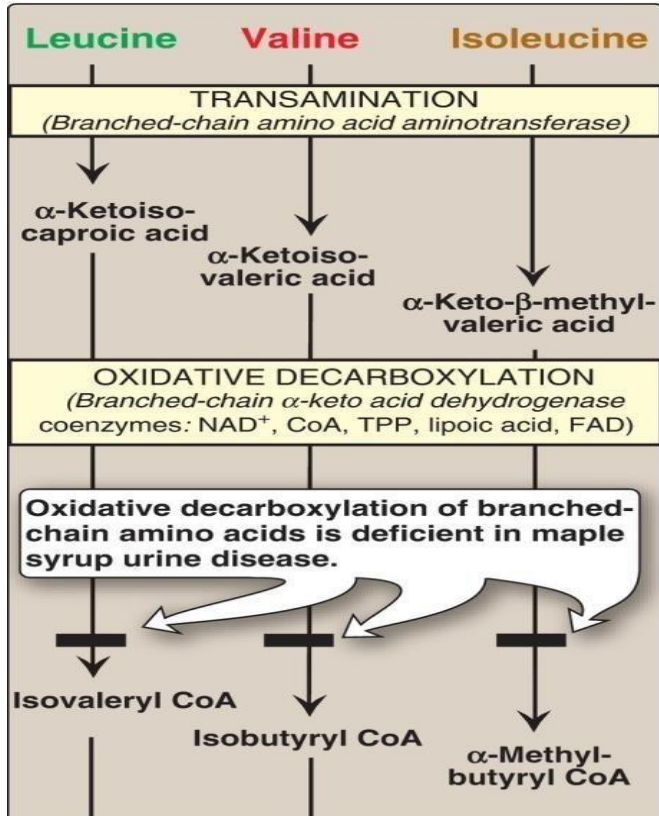 Leucine Valine Isoleucine
TRANSAMINATION
(Branched-chain amino acid aminotransferase)
α-Ketoiso-
caproic acid
α-Ketoiso-
valeric acid
α-Keto-β-methyl-
valeric acid
OXIDATIVE DECARBOXYLATION
(Branched-chain α-keto acid dehydrogenase
coenzymes: NAD⁺, CoA, TPP, lipoic acid, FAD)
Oxidative decarboxylation of branched-
chain amino acids is deficient in maple
syrup urine disease.
Isovaleryl CoA
Isobutyryl CoA
α-Methyl-
butyryl CoA